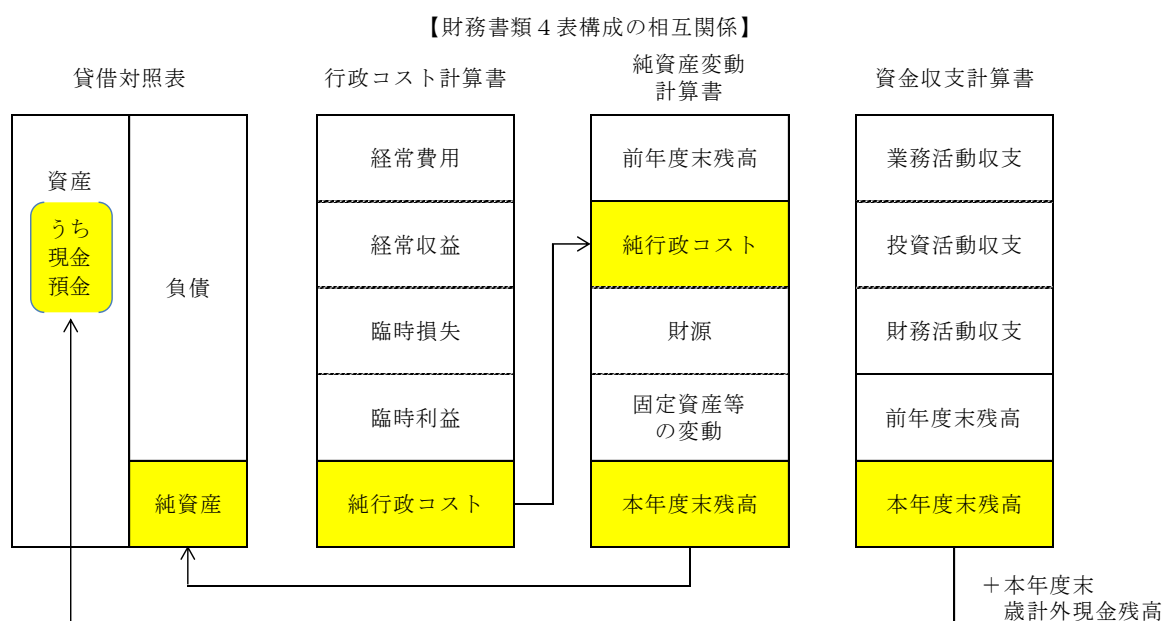 【財務書類４表構成の相互関係】
貸借対照表
資産
うち
現金
預金
負債
純資産
行政コスト計算書
経常費用
経常収益
臨時損失
臨時利益
純行政コスト
純資産変動
計算書
前年度末残高
純行政コスト
財源
固定資産等
の変動
本年度末残高
資金収支計算書
業務活動収支
投資活動収支
財務活動収支
前年度末残高
本年度末残高
＋本年度末
歳計外現金残高